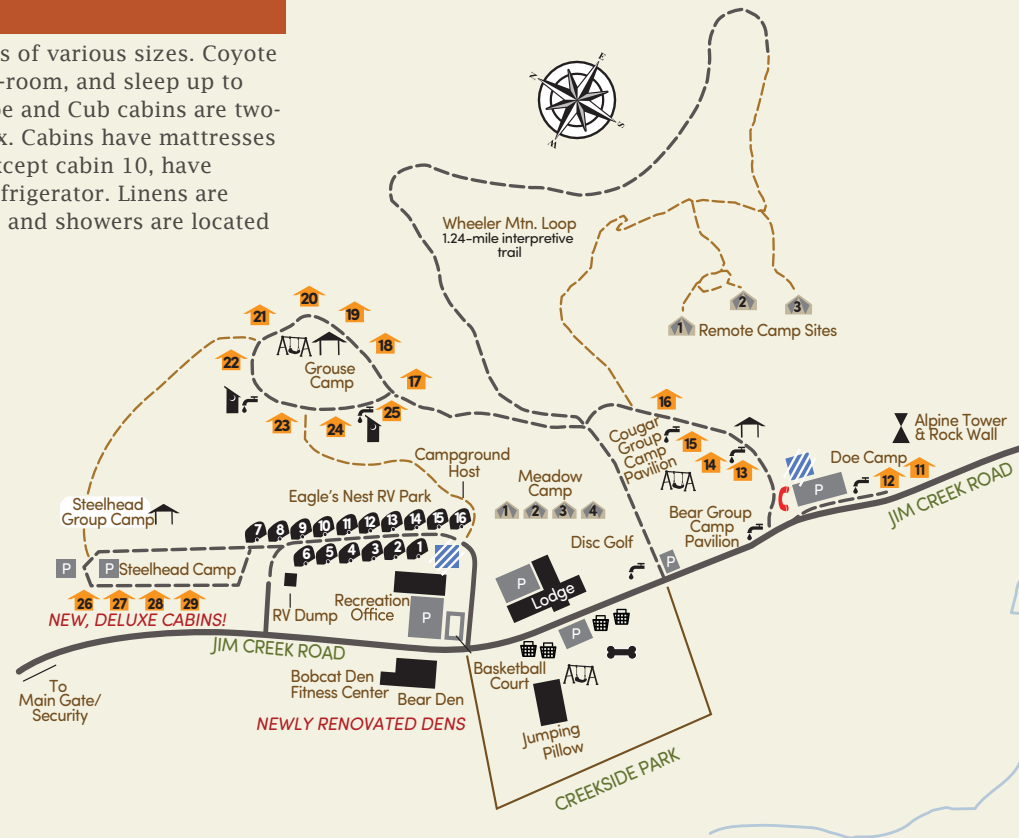 s of various sizes. Coyote
-room, and sleep up to
e and Cub cabins are two-
x. Cabins have mattresses
xcept cabin 10, have
frigerator. Linens are
and showers are located
E
N
S
W
Wheeler Mtn. Loop
1.24-mile interpretive
trail
1
2
3
Remote Camp Sites
20
21
19
18
22
17
Grouse
Camp
23
24
25
16
Cougar
Group
Camp
Pavilion
15
14
13
Alpine Tower
& Rock Wall
Doe Camp
12
11
P
JIM CREEK ROAD
Bear Group
Camp
Pavilion
Campground
Host
Meadow
Camp
1
2
3
4
Disc Golf
P
Eagle's Nest RV Park
7
8
9
10
11
12
13
14
15
16
6
5
4
3
2
1
Steelhead
Group Camp
P
P
Steelhead Camp
26
27
28
29
NEW, DELUXE CABINS!
RV Dump
Recreation
Office
P
P
Lodge
P
JIM CREEK ROAD
To
Main Gate/
Security
Bobcat Den
Fitness Center
Bear Den
NEWLY RENOVATED DENS
Basketball
Court
Jumping
Pillow
CREEKSIDE PARK